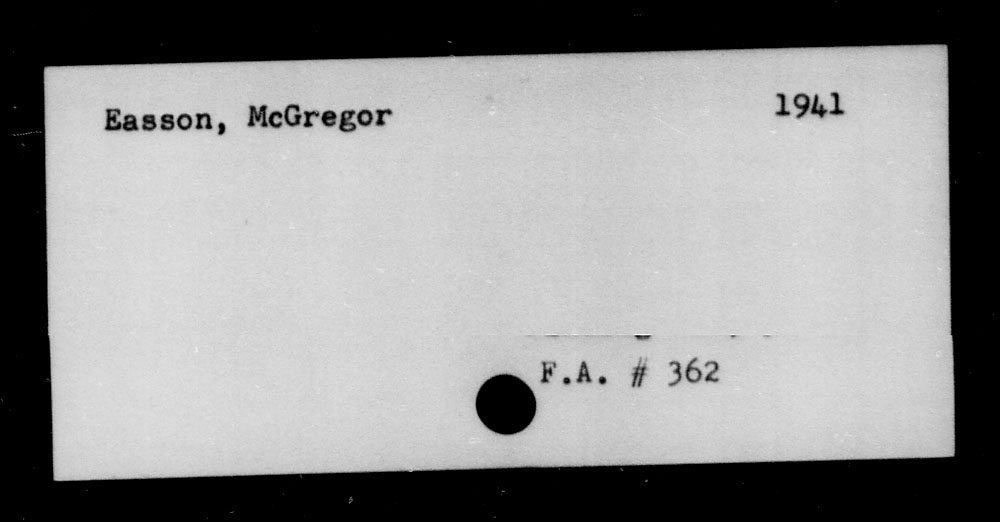 Easson, McGregor 1941
F.A. # 362